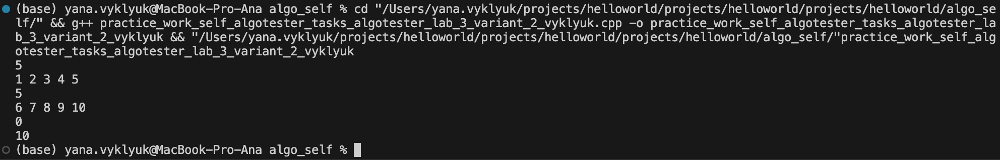 (base) yana.vyklyuk@MacBook-Pro-Ana algo_self % cd "/Users/yana.vyklyuk/projects/helloworld/projects/helloworld/projects/helloworld/algo_se
lf/" && g++ practice_work_self_algotester_tasks_algotester_lab_3_variant_2_vyklyuk.cpp -o practice_work_self_algotester_tasks_algotester_la
b_3_variant_2_vyklyuk && "/Users/yana.vyklyuk/projects/helloworld/projects/helloworld/projects/helloworld/algo_self/"practice_work_self_alg
otester_tasks_algotester_lab_3_variant_2_vyklyuk
5
1 2 3 4 5
5
6 7 8 9 10
0
10
(base) yana.vyklyuk@MacBook-Pro-Ana algo_self %